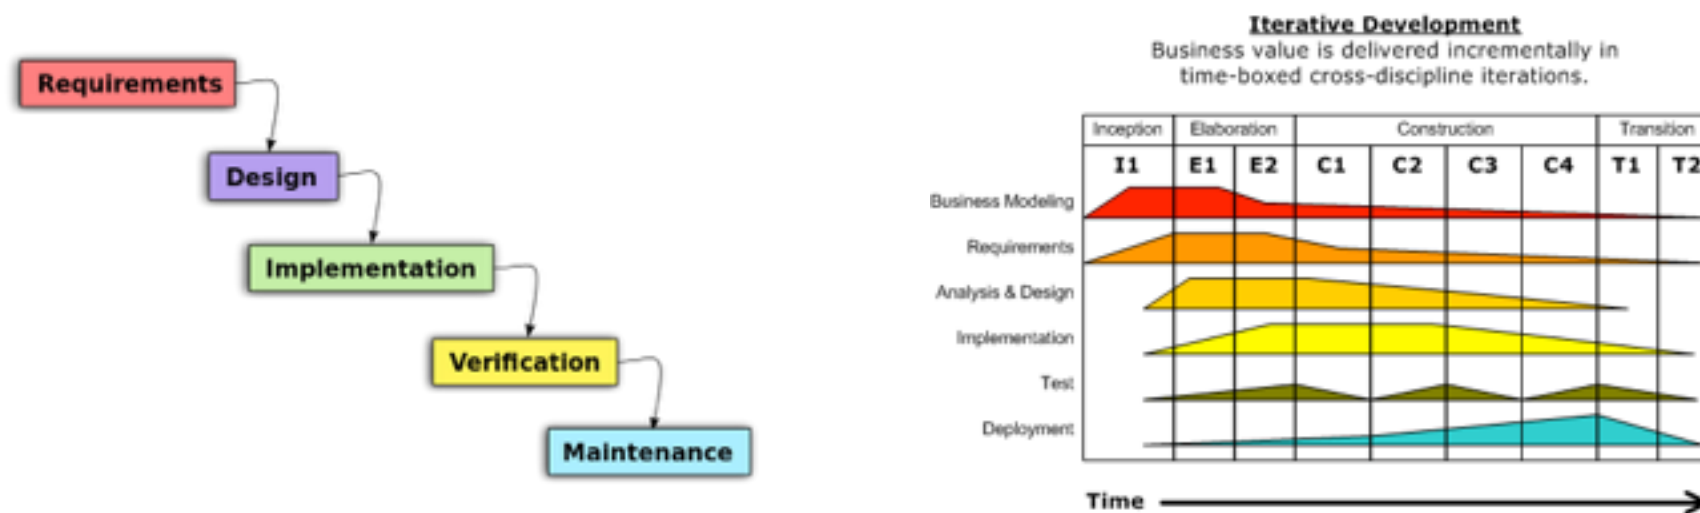 Requirements
Design
Implementation
Verification
Maintenance
Iterative Development
Business value is delivered incrementally in
time-boxed cross-discipline iterations.
Inception Elaboration Construction Transition
I1 E1 E2 C1 C2 C3 C4 T1 T2
Business Modeling
Requirements
Analysis & Design
Implementation
Test
Deployment
Time